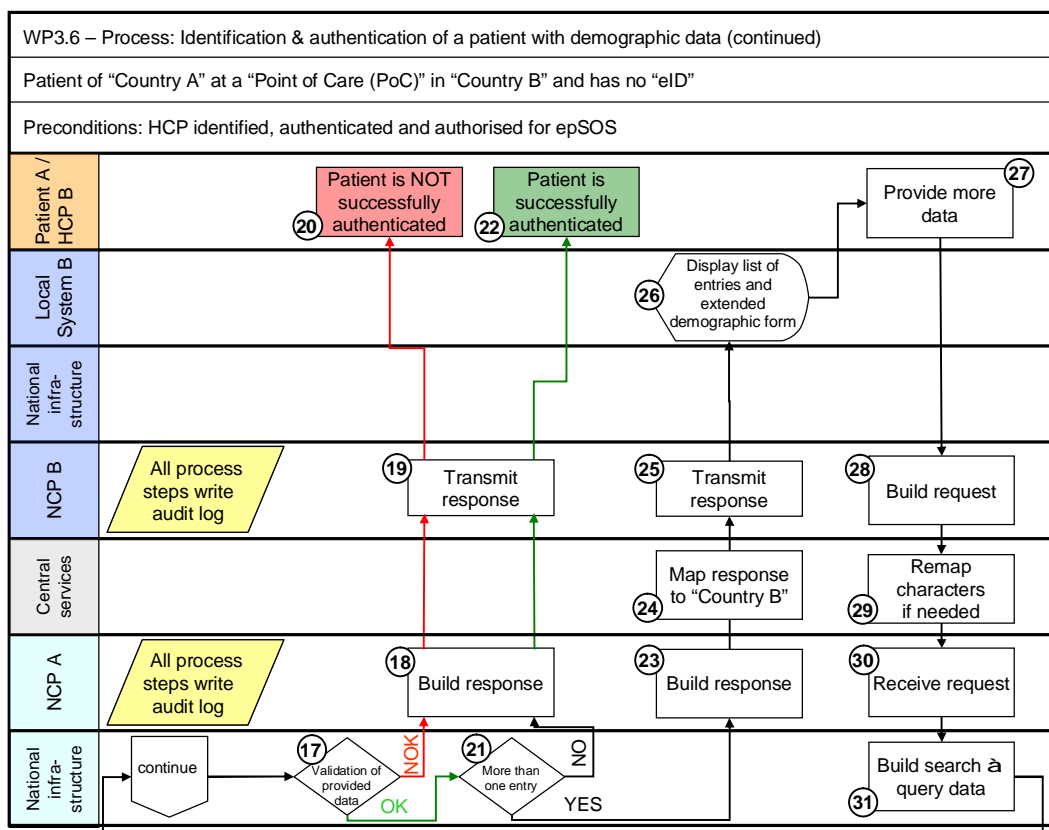 WP3.6 – Process: Identification & authentication of a patient with demographic data (continued)
Patient of “Country A” at a “Point of Care (PoC)” in “Country B” and has no “eID”
Preconditions: HCP identified, authenticated and authorised for epSOS
Patient A /
HCP B
Patient is NOT
successfully
authenticated
20
Patient is
successfully
authenticated
22
Provide more
data
27
Local
System B
Display list of
entries and
extended
demographic form
26
National
infra-
structure
NCP B
All process
steps write
audit log
19
Transmit
response
25
Transmit
response
28
Build request
Central
services
Map response
to “Country B”
24
Remap
characters
if needed
29
NCP A
All process
steps write
audit log
18
Build response
23
Build response
30
Receive request
National
infra-
structure
continue
17
Validation of
provided
data
NOK
OK
21
More than
one entry
NO
YES
Build search à
query data
31